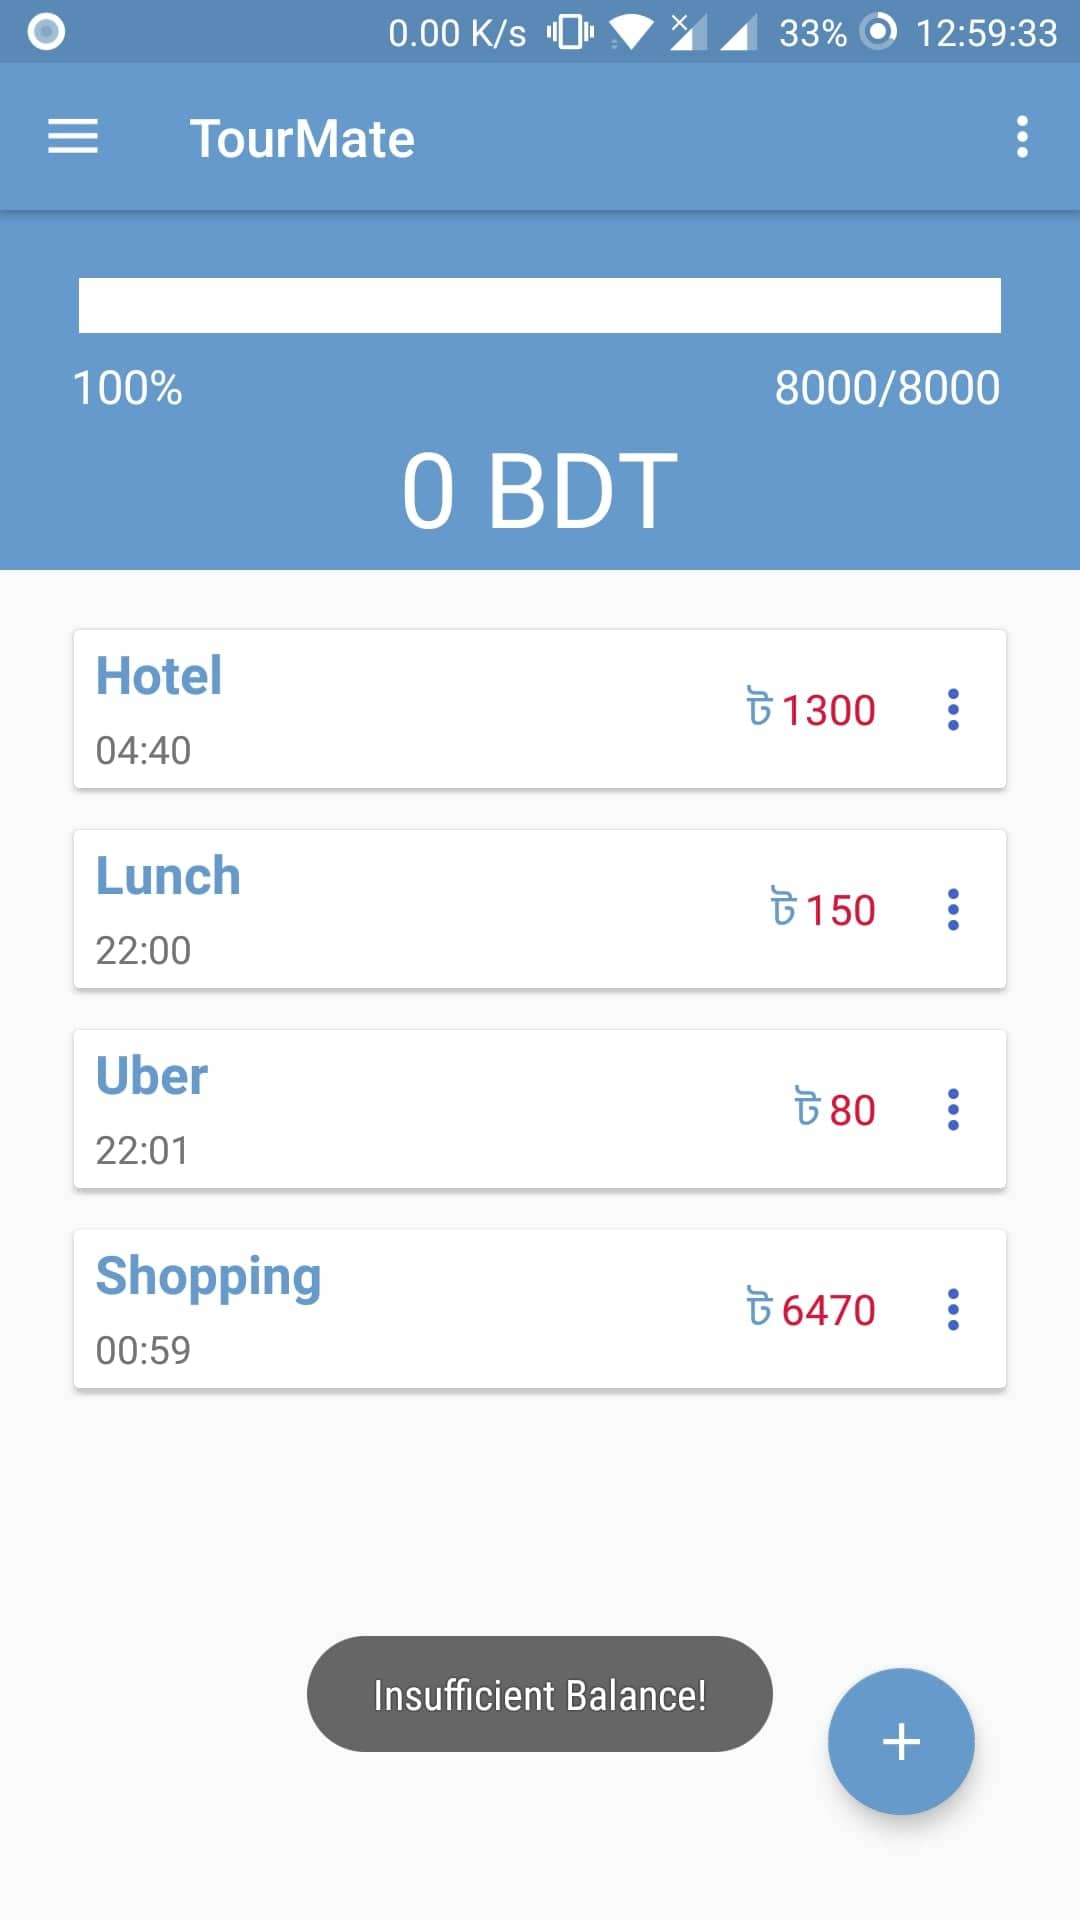 0.00 K/s 33% 12:59:33
TourMate
100% 8000/8000
0 BDT
Hotel
৳ 1300
04:40
Lunch
৳ 150
22:00
Uber
৳ 80
22:01
Shopping
৳ 6470
00:59
Insufficient Balance!
+